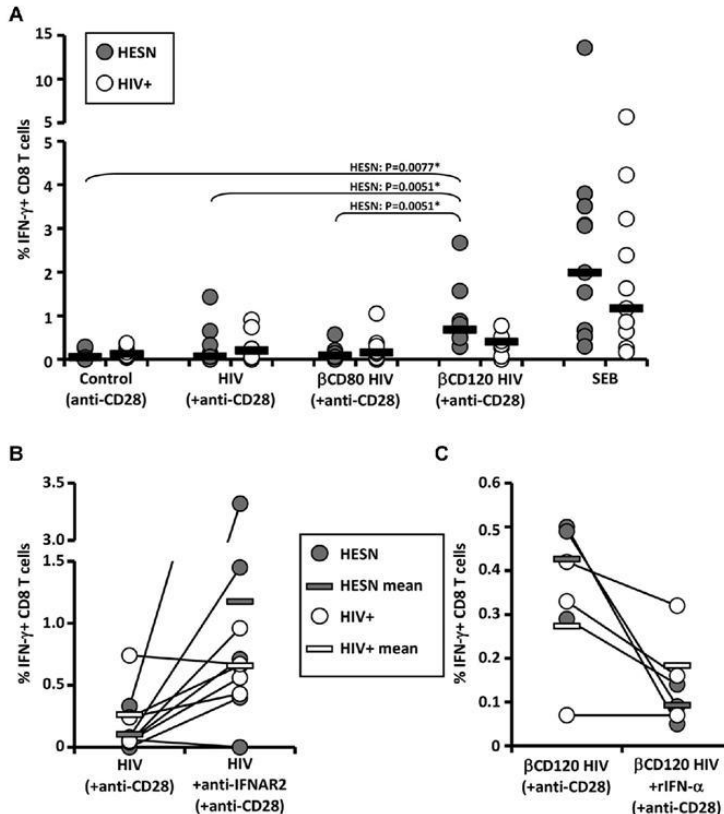 A
15
10
5
5
4
3
2
1
0
% IFN-γ+ CD8 T cells
HESN
HIV+
HESN: P=0.0077*
HESN: P=0.0051*
HESN: P=0.0051*
Control HIV βCD80 HIV βCD120 HIV SEB
(anti-CD28) (+anti-CD28) (+anti-CD28) (+anti-CD28)
B
3.5
3.0
1.5
1.0
0.5
0
% IFN-γ+ CD8 T cells
HIV HIV
(+anti-CD28) +anti-IFNAR2
(+anti-CD28)
HESN
HESN mean
HIV+
HIV+ mean
C
0.6
0.5
0.4
0.3
0.2
0.1
0
% IFN-γ+ CD8 T cells
βCD120 HIV βCD120 HIV
(+anti-CD28) +rIFN-α
(+anti-CD28)